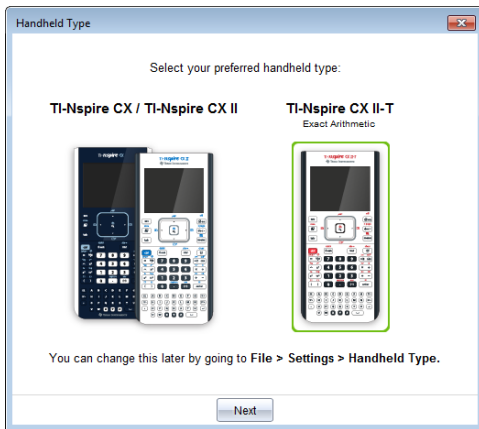 Handheld Type
Select your preferred handheld type:
TI-Nspire CX / TI-Nspire CX II
TI-Nspire CX II-T
Exact Arithmetic
You can change this later by going to File > Settings > Handheld Type.
Next